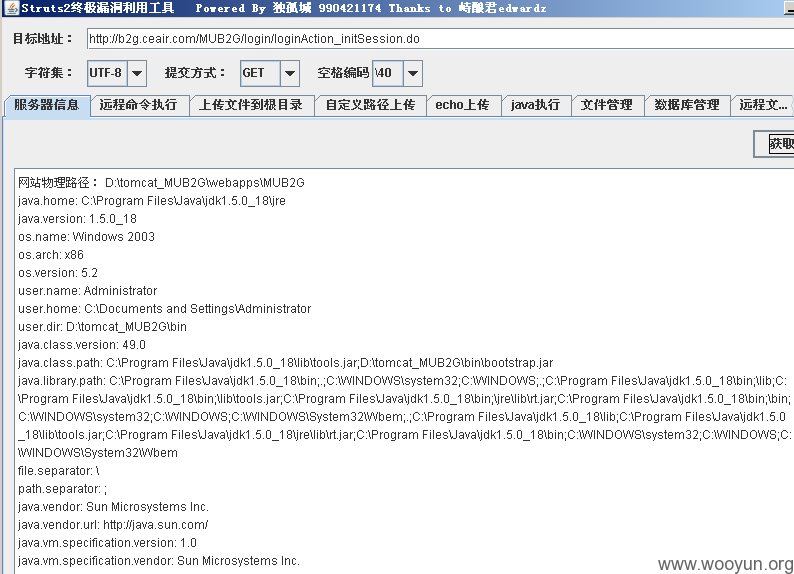 Struts2终极漏洞利用工具 Powered By 独孤城 990421174 Thanks to 峙酸君edwardz
目标地址： http://b2g.ceair.com/MUB2G/login/loginAction_initSession.do
字符集： UTF-8 提交方式： GET 空格编码 \40
服务器信息 远程命令执行 上传文件到根目录 自定义路径上传 echo上传 java执行 文件管理 数据库管理 远程文...
获取
网站物理路径： D:\tomcat_MUB2G\webapps\MUB2G
java.home: C:\Program Files\Java\jdk1.5.0_18\jre
java.version: 1.5.0_18
os.name: Windows 2003
os.arch: x86
os.version: 5.2
user.name: Administrator
user.home: C:\Documents and Settings\Administrator
user.dir: D:\tomcat_MUB2G\bin
java.class.version: 49.0
java.class.path: C:\Program Files\Java\jdk1.5.0_18\lib\tools.jar;D:\tomcat_MUB2G\bin\bootstrap.jar
java.library.path: C:\Program Files\Java\jdk1.5.0_18\bin;.;C:\WINDOWS\system32;C:\WINDOWS;.;C:\Program Files\Java\jdk1.5.0_18\bin;\lib;C:
\Program Files\Java\jdk1.5.0_18\bin;\lib\tools.jar;C:\Program Files\Java\jdk1.5.0_18\bin;\jre\lib\rt.jar;C:\Program Files\Java\jdk1.5.0_18\bin;\bin;
C:\WINDOWS\system32;C:\WINDOWS;C:\WINDOWS\System32\Wbem;.;C:\Program Files\Java\jdk1.5.0_18\lib;C:\Program Files\Java\jdk1.5.0
_18\lib\tools.jar;C:\Program Files\Java\jdk1.5.0_18\jre\lib\rt.jar;C:\Program Files\Java\jdk1.5.0_18\bin;C:\WINDOWS\system32;C:\WINDOWS;C:\
WINDOWS\System32\Wbem
file.separator: \
path.separator: ;
java.vendor: Sun Microsystems Inc.
java.vendor.url: http://java.sun.com/
java.vm.specification.version: 1.0
java.vm.specification.vendor: Sun Microsystems Inc.
www.wooyun.org